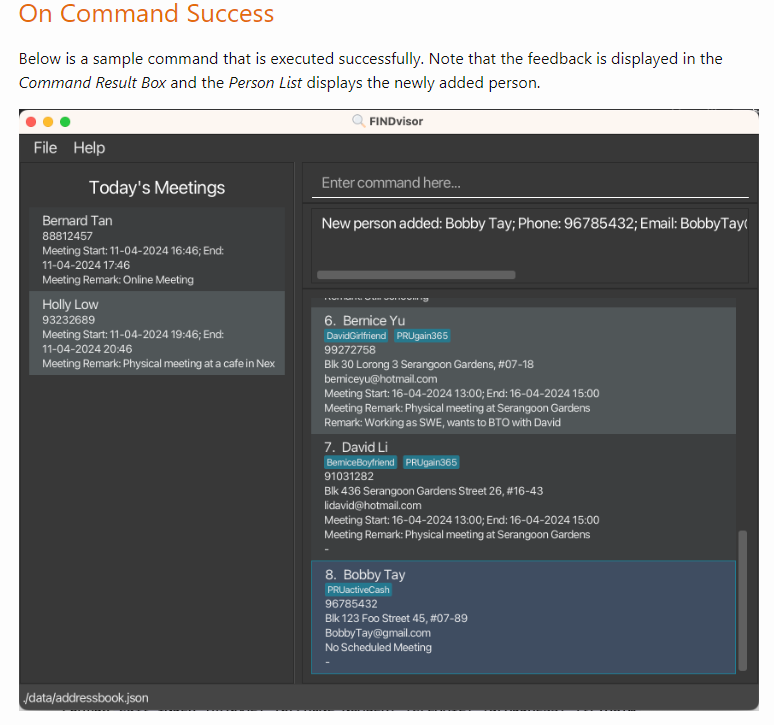 On Command Success
Below is a sample command that is executed successfully. Note that the feedback is displayed in the
Command Result Box and the Person List displays the newly added person.
FINDvisor
File Help
Today's Meetings
Bernard Tan
88812457
Meeting Start: 11-04-2024 16:46; End:
11-04-2024 17:46
Meeting Remark: Online Meeting
Holly Low
93232689
Meeting Start: 11-04-2024 19:46; End:
11-04-2024 20:46
Meeting Remark: Physical meeting at a cafe in Nex
Enter command here...
New person added: Bobby Tay; Phone: 96785432; Email: BobbyTay@
6. Bernice Yu
DavidGirlfriend PRUgain365
99272758
Blk 30 Lorong 3 Serangoon Gardens, #07-18
berniceyu@hotmail.com
Meeting Start: 16-04-2024 13:00; End: 16-04-2024 15:00
Meeting Remark: Physical meeting at Serangoon Gardens
Remark: Working as SWE, wants to BTO with David
7. David Li
BerniceBoyfriend PRUgain365
91031282
Blk 436 Serangoon Gardens Street 26, #16-43
lidavid@hotmail.com
Meeting Start: 16-04-2024 13:00; End: 16-04-2024 15:00
Meeting Remark: Physical meeting at Serangoon Gardens
-
8. Bobby Tay
PRUactiveCash
96785432
Blk 123 Foo Street 45, #07-89
BobbyTay@gmail.com
No Scheduled Meeting
-
./data/addressbook.json